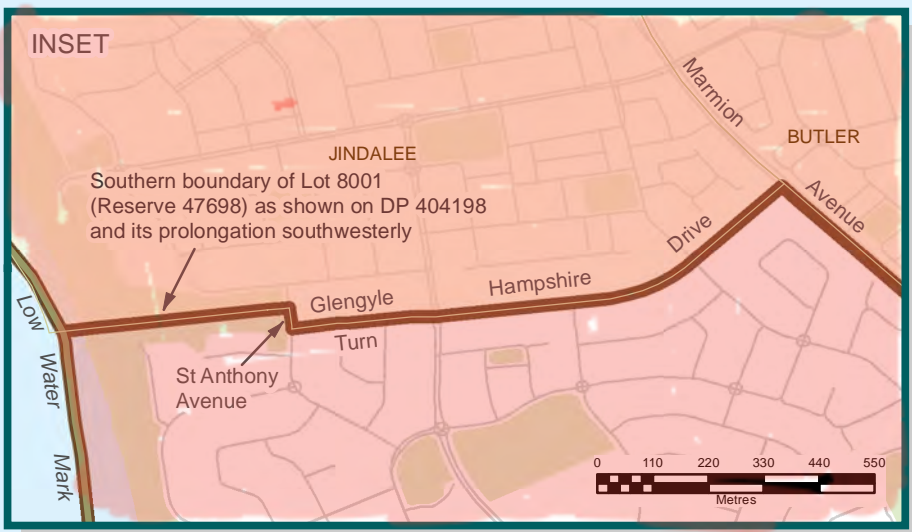 INSET
Marmion
BUTLER
JINDALEE
Southern boundary of Lot 8001
(Reserve 47698) as shown on DP 404198
and its prolongation southwesterly
Avenue
Drive
Hampshire
Glengyle
Turn
Low
Water
Mark
St Anthony
Avenue
0 110 220 330 440 550
Metres